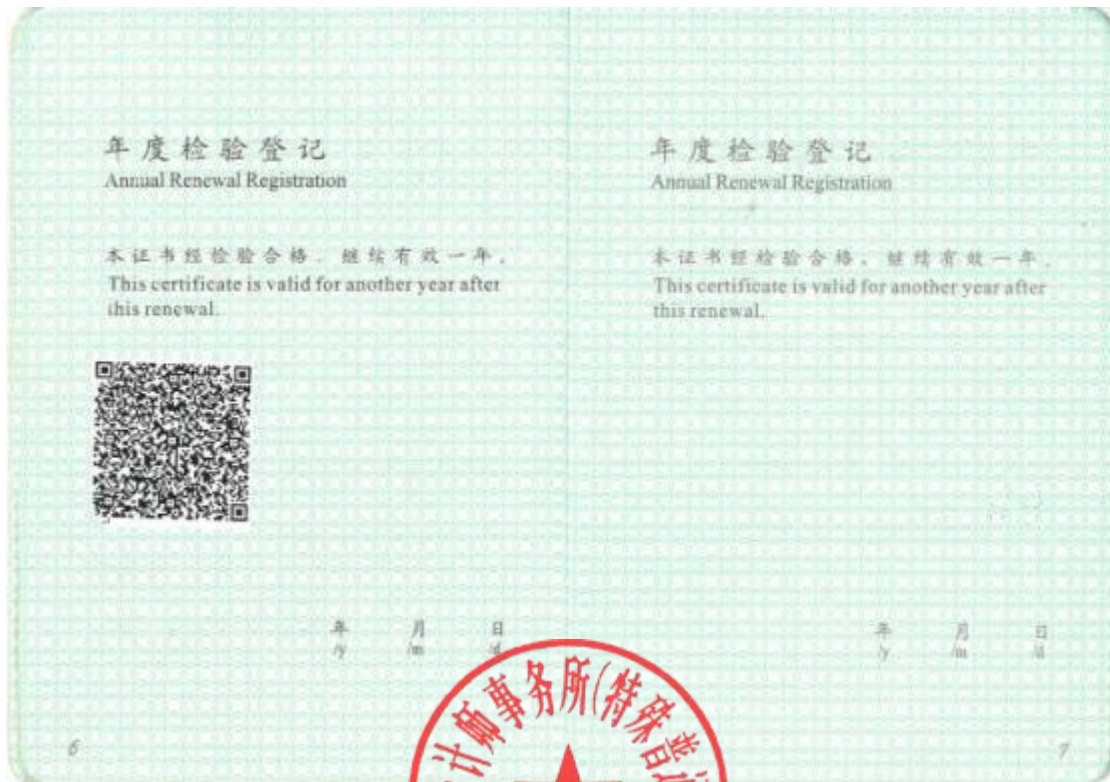 年度检验登记
Annual Renewal Registration
本证书经检验合格，继续有效一年。
This certificate is valid for another year after
this renewal.
年 月 日
/y /m /d
6
年度检验登记
Annual Renewal Registration
本证书经检验合格，继续有效一年。
This certificate is valid for another year after
this renewal.
年 月 日
/y /m /d
7
计师事务所(特殊普